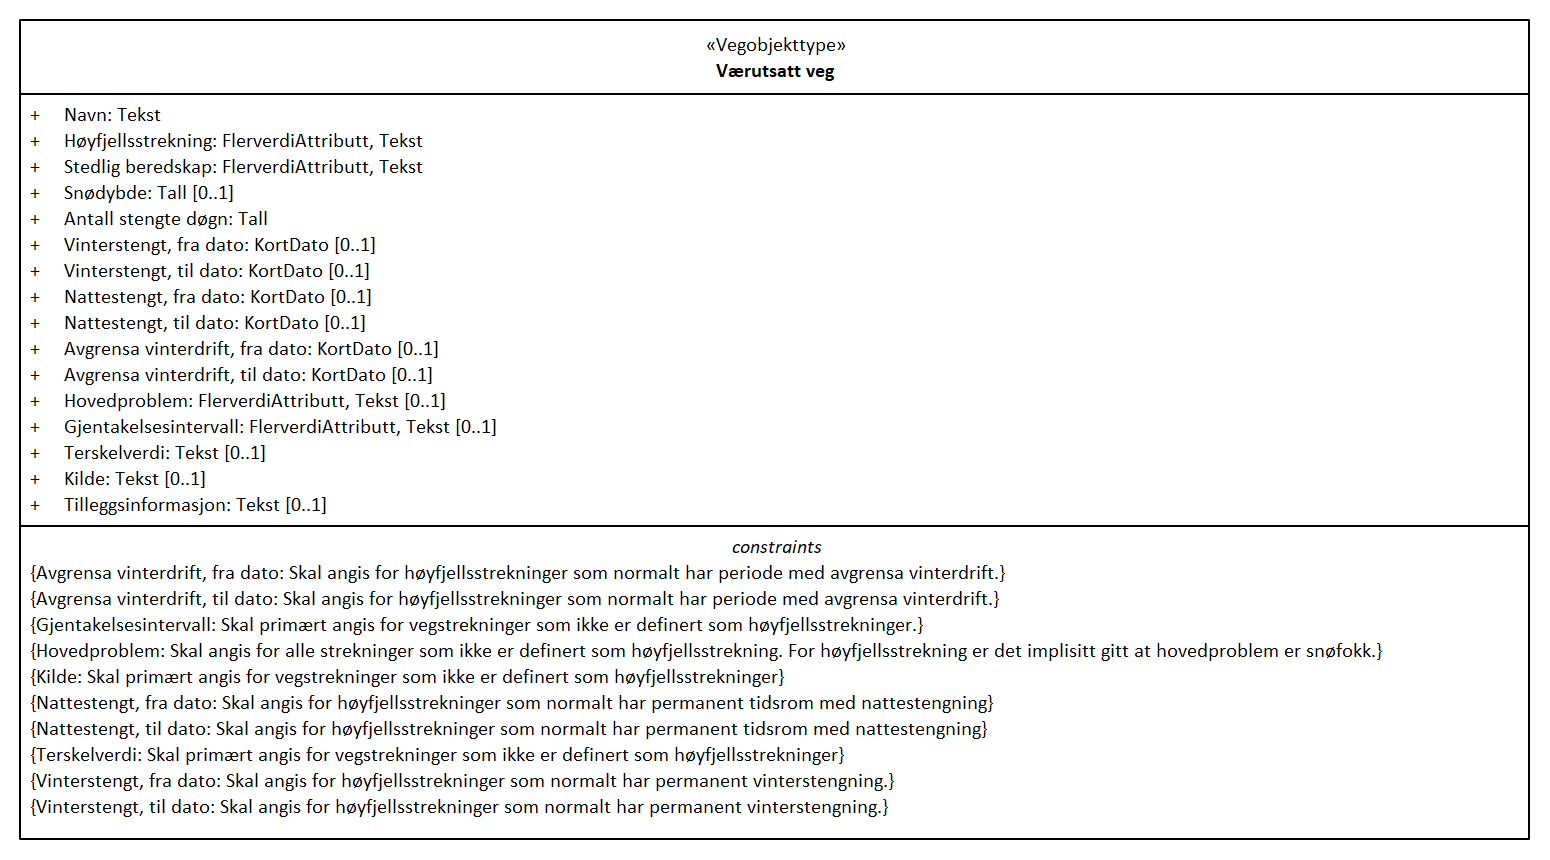 «Vegobjekttype»
Værutsatt veg
+ Navn: Tekst
+ Høyfjellsstrekning: FlerverdiAttributt, Tekst
+ Stedlig beredskap: FlerverdiAttributt, Tekst
+ Snødybde: Tall [0..1]
+ Antall stengte døgn: Tall
+ Vinterstengt, fra dato: KortDato [0..1]
+ Vinterstengt, til dato: KortDato [0..1]
+ Nattestengt, fra dato: KortDato [0..1]
+ Nattestengt, til dato: KortDato [0..1]
+ Avgrensa vinterdrift, fra dato: KortDato [0..1]
+ Avgrensa vinterdrift, til dato: KortDato [0..1]
+ Hovedproblem: FlerverdiAttributt, Tekst [0..1]
+ Gjentakelsesintervall: FlerverdiAttributt, Tekst [0..1]
+ Terskelverdi: Tekst [0..1]
+ Kilde: Tekst [0..1]
+ Tilleggsinformasjon: Tekst [0..1]
constraints
{Avgrensa vinterdrift, fra dato: Skal angis for høyfjellsstrekninger som normalt har periode med avgrensa vinterdrift.}
{Avgrensa vinterdrift, til dato: Skal angis for høyfjellsstrekninger som normalt har periode med avgrensa vinterdrift.}
{Gjentakelsesintervall: Skal primært angis for vegstrekninger som ikke er definert som høyfjellsstrekninger.}
{Hovedproblem: Skal angis for alle strekninger som ikke er definert som høyfjellsstrekning. For høyfjellsstrekning er det implisitt gitt at hovedproblem er snøfokk.}
{Kilde: Skal primært angis for vegstrekninger som ikke er definert som høyfjellsstrekninger}
{Nattestengt, fra dato: Skal angis for høyfjellsstrekninger som normalt har permanent tidsrom med nattestengning}
{Nattestengt, til dato: Skal angis for høyfjellsstrekninger som normalt har permanent tidsrom med nattestengning}
{Terskelverdi: Skal primært angis for vegstrekninger som ikke er definert som høyfjellsstrekninger}
{Vinterstengt, fra dato: Skal angis for høyfjellsstrekninger som normalt har permanent vinterstengning.}
{Vinterstengt, til dato: Skal angis for høyfjellsstrekninger som normalt har permanent vinterstengning.}